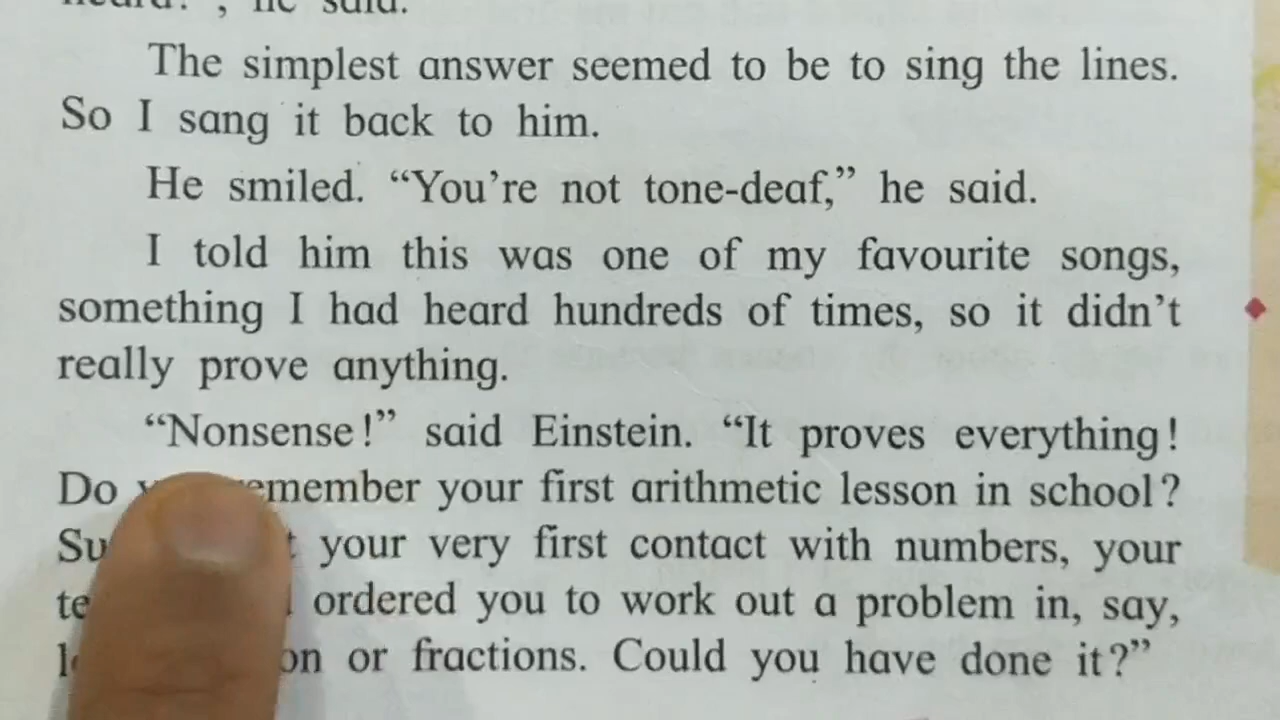 he said.
The simplest answer seemed to be to sing the lines.
So I sang it back to him.
He smiled. “You’re not tone-deaf,” he said.
I told him this was one of my favourite songs,
something I had heard hundreds of times, so it didn’t
really prove anything.
“Nonsense!” said Einstein. “It proves everything!
Do remember your first arithmetic lesson in school?
your very first contact with numbers, your
ordered you to work out a problem in, say,
or fractions. Could you have done it?”